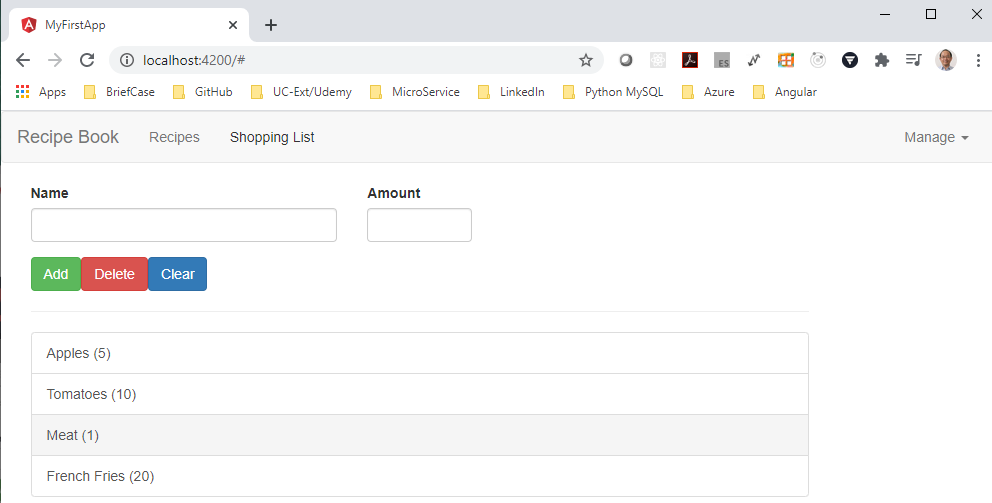 MyFirstApp
localhost:4200/#
ES
Apps BriefCase GitHub UC-Ext/Udemy MicroService LinkedIn Python MySQL Azure Angular
Recipe Book Recipes Shopping List Manage
Name Amount
Add Delete Clear
Apples (5)
Tomatoes (10)
Meat (1)
French Fries (20)